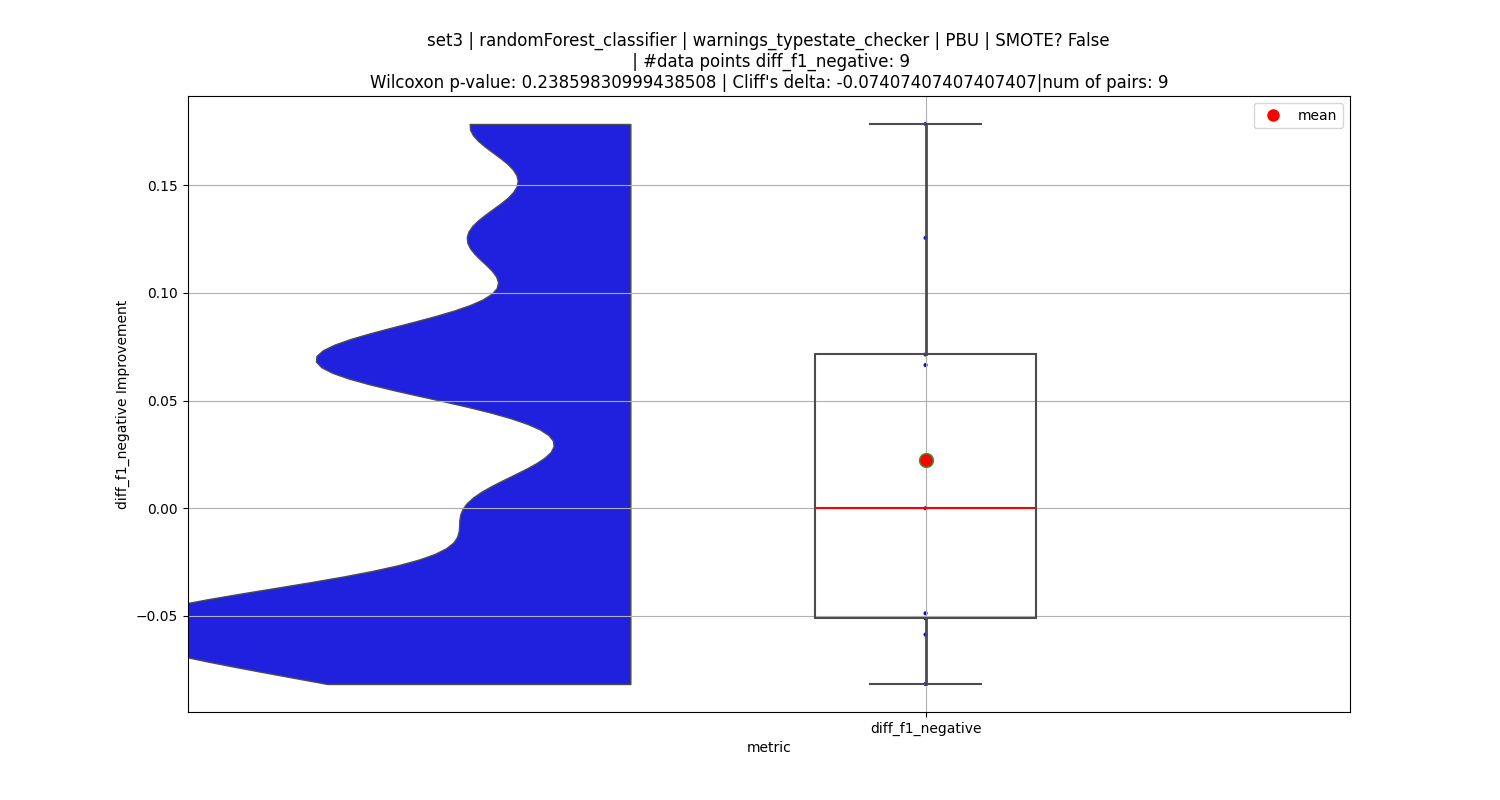 set3 | randomForest_classifier | warnings_typestate_checker | PBU | SMOTE? False
| #data points diff_f1_negative: 9
Wilcoxon p-value: 0.23859830999438508 | Cliff's delta: -0.07407407407407407|num of pairs: 9
mean
0.15
0.10
0.05
0.00
−0.05
diff_f1_negative Improvement
diff_f1_negative
metric